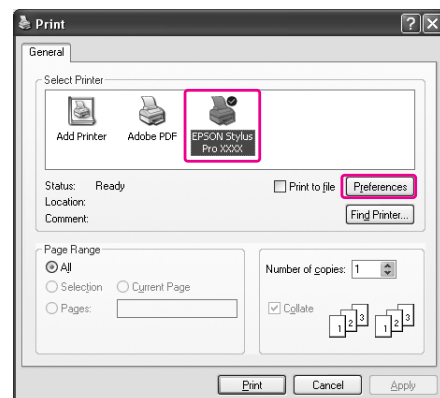 Print
General
Select Printer
Add Printer
Adobe PDF
EPSON Stylus
Pro XXXX
Status: Ready
Print to file
Preferences
Location:
Comment:
Find Printer...
Page Range
All
Selection
Current Page
Pages:
Number of copies: 1
Collate
1 2 3 1 2 3
Print
Cancel
Apply